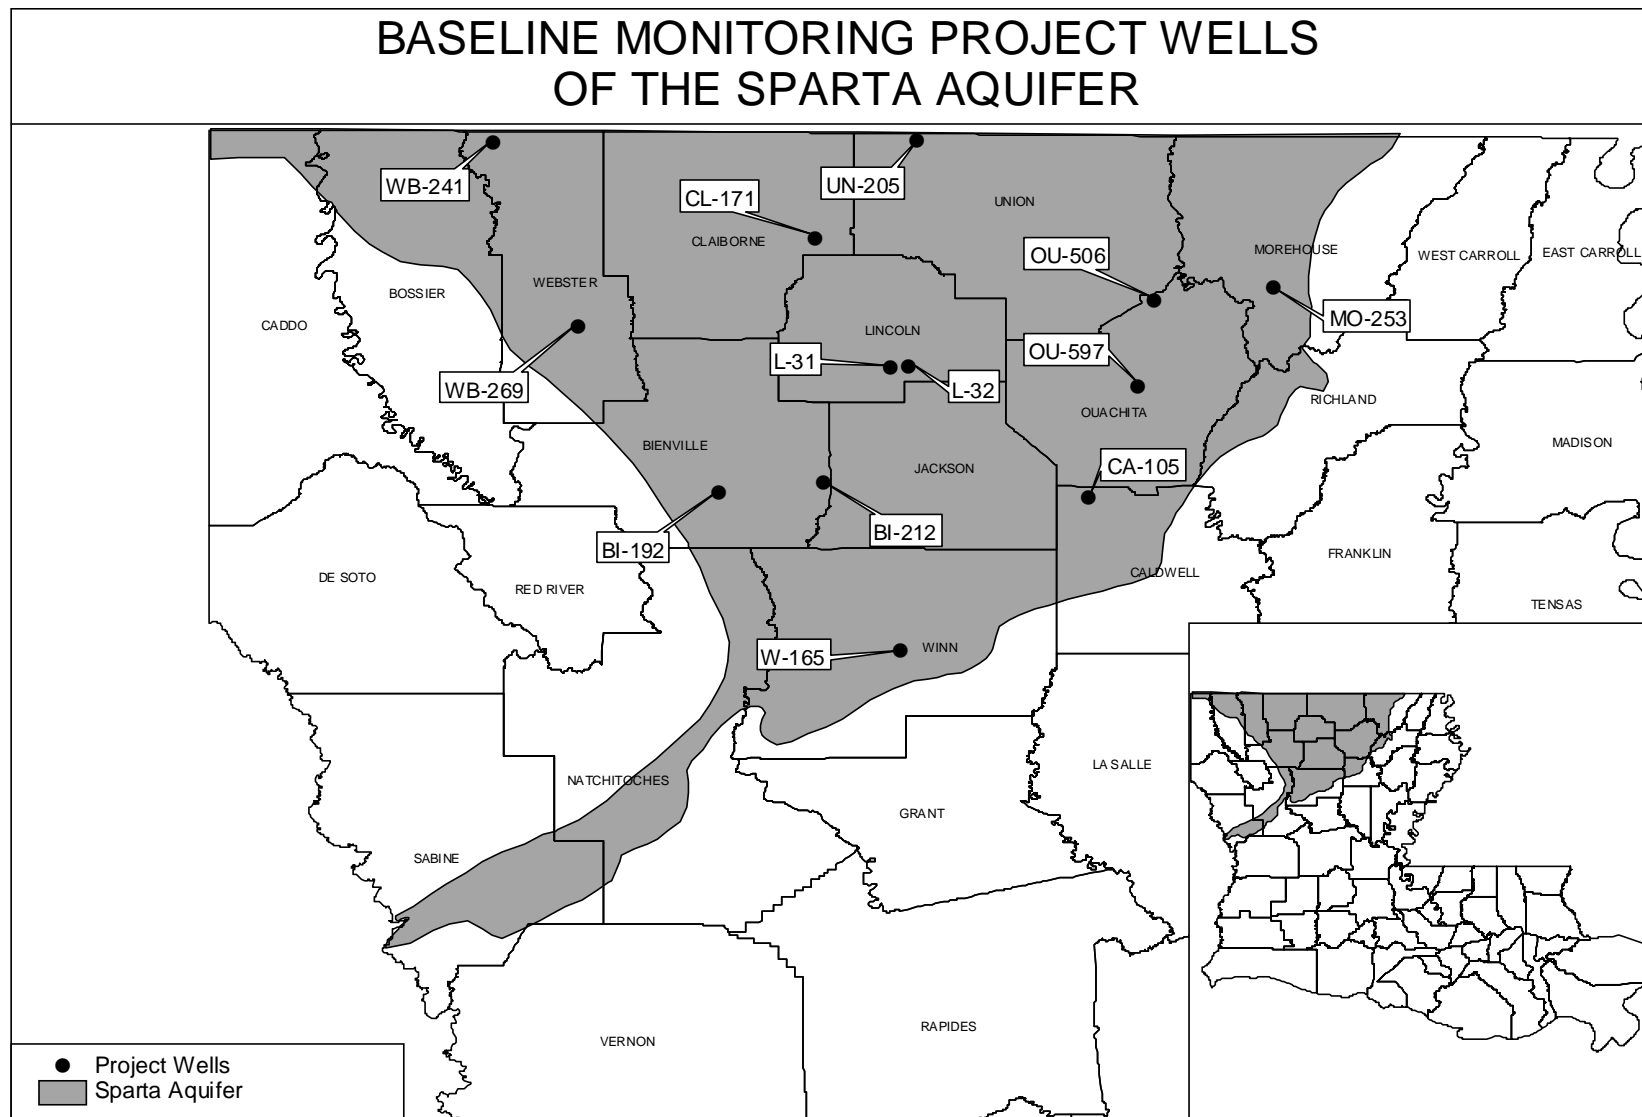 BASELINE MONITORING PROJECT WELLS
OF THE SPARTA AQUIFER
WB-241
UN-205
CL-171
UNION
CLAIBORNE
OU-506
MOREHOUSE
WEST CARROLL
EAST CARROLL
WEBSTER
BOSSIER
CADDO
MO-253
LINCOLN
OU-597
L-31
L-32
WB-269
RICHLAND
OUACHITA
MADISON
BIENVILLE
JACKSON
CA-105
BI-212
BI-192
FRANKLIN
CALDWELL
DE SOTO
RED RIVER
TENSAS
W-165
WINN
NATCHITOCHES
LA SALLE
GRANT
SABINE
RAPIDES
VERNON
Project Wells
Sparta Aquifer